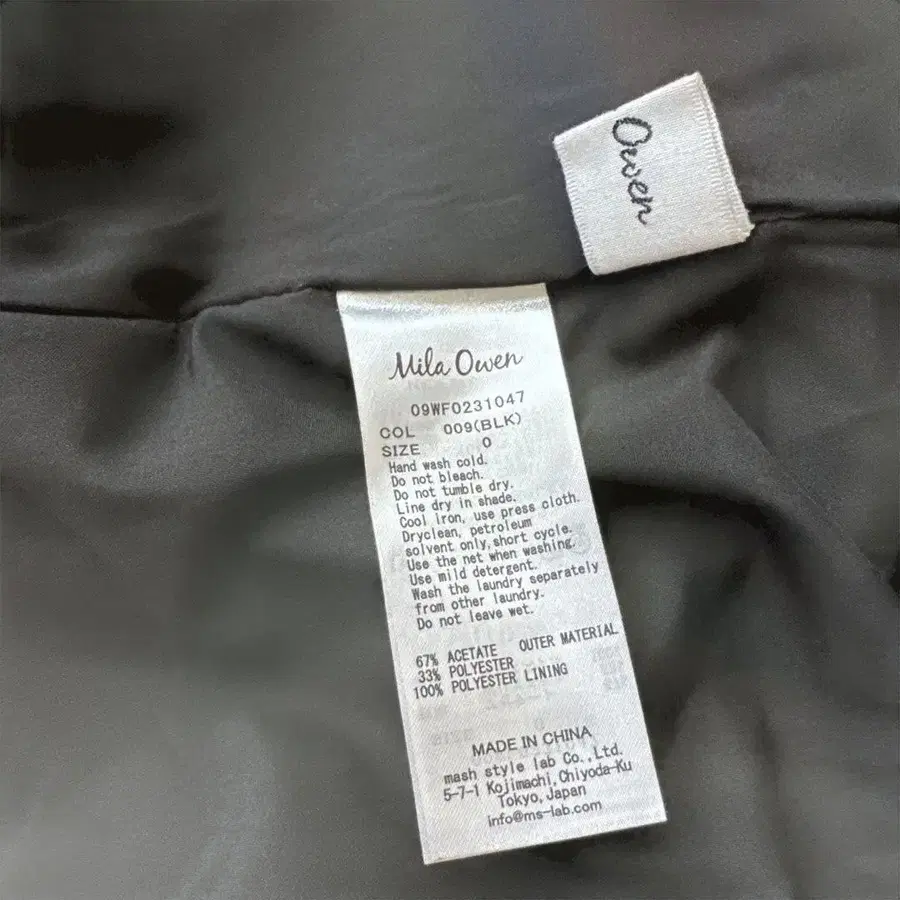 Owen
Mila Owen
09WF0231047
COL 009(BLK)
SIZE 0
Hand wash cold.
Do not bleach.
Do not tumble dry.
Line dry in shade.
Cool iron, use press cloth.
Dryclean, petroleum
solvent only, short cycle.
Use the net when washing.
Use mild detergent.
Wash the laundry separately
from other laundry.
Do not leave wet.
67% ACETATE OUTER MATERIAL
33% POLYESTER
100% POLYESTER LINING
MADE IN CHINA
mash style lab Co.,Ltd.
5-7-1 Kojimachi,Chiyoda-Ku
Tokyo,Japan
info@ms-lab.com